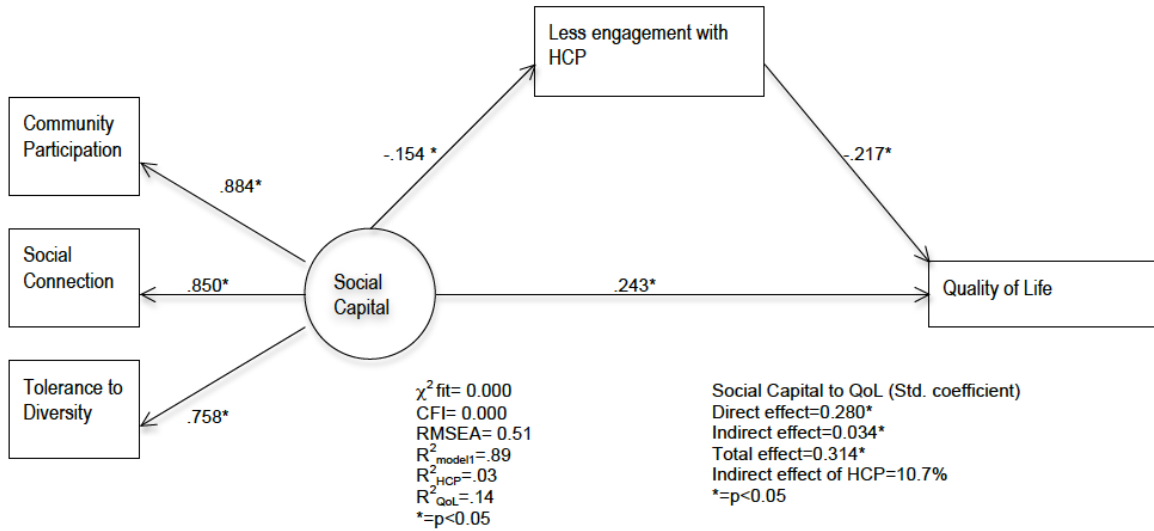 Less engagement with
HCP
Community
Participation
-.154 *
-.217*
.884*
Social
Connection
.850*
Social
Capital
.243*
Quality of Life
Tolerance to
Diversity
.758*
χ² fit= 0.000
CFI= 0.000
RMSEA= 0.51
R²model1=.89
R²HCP=.03
R²QoL=.14
*=p<0.05
Social Capital to QoL (Std. coefficient)
Direct effect=0.280*
Indirect effect=0.034*
Total effect=0.314*
Indirect effect of HCP=10.7%
*=p<0.05